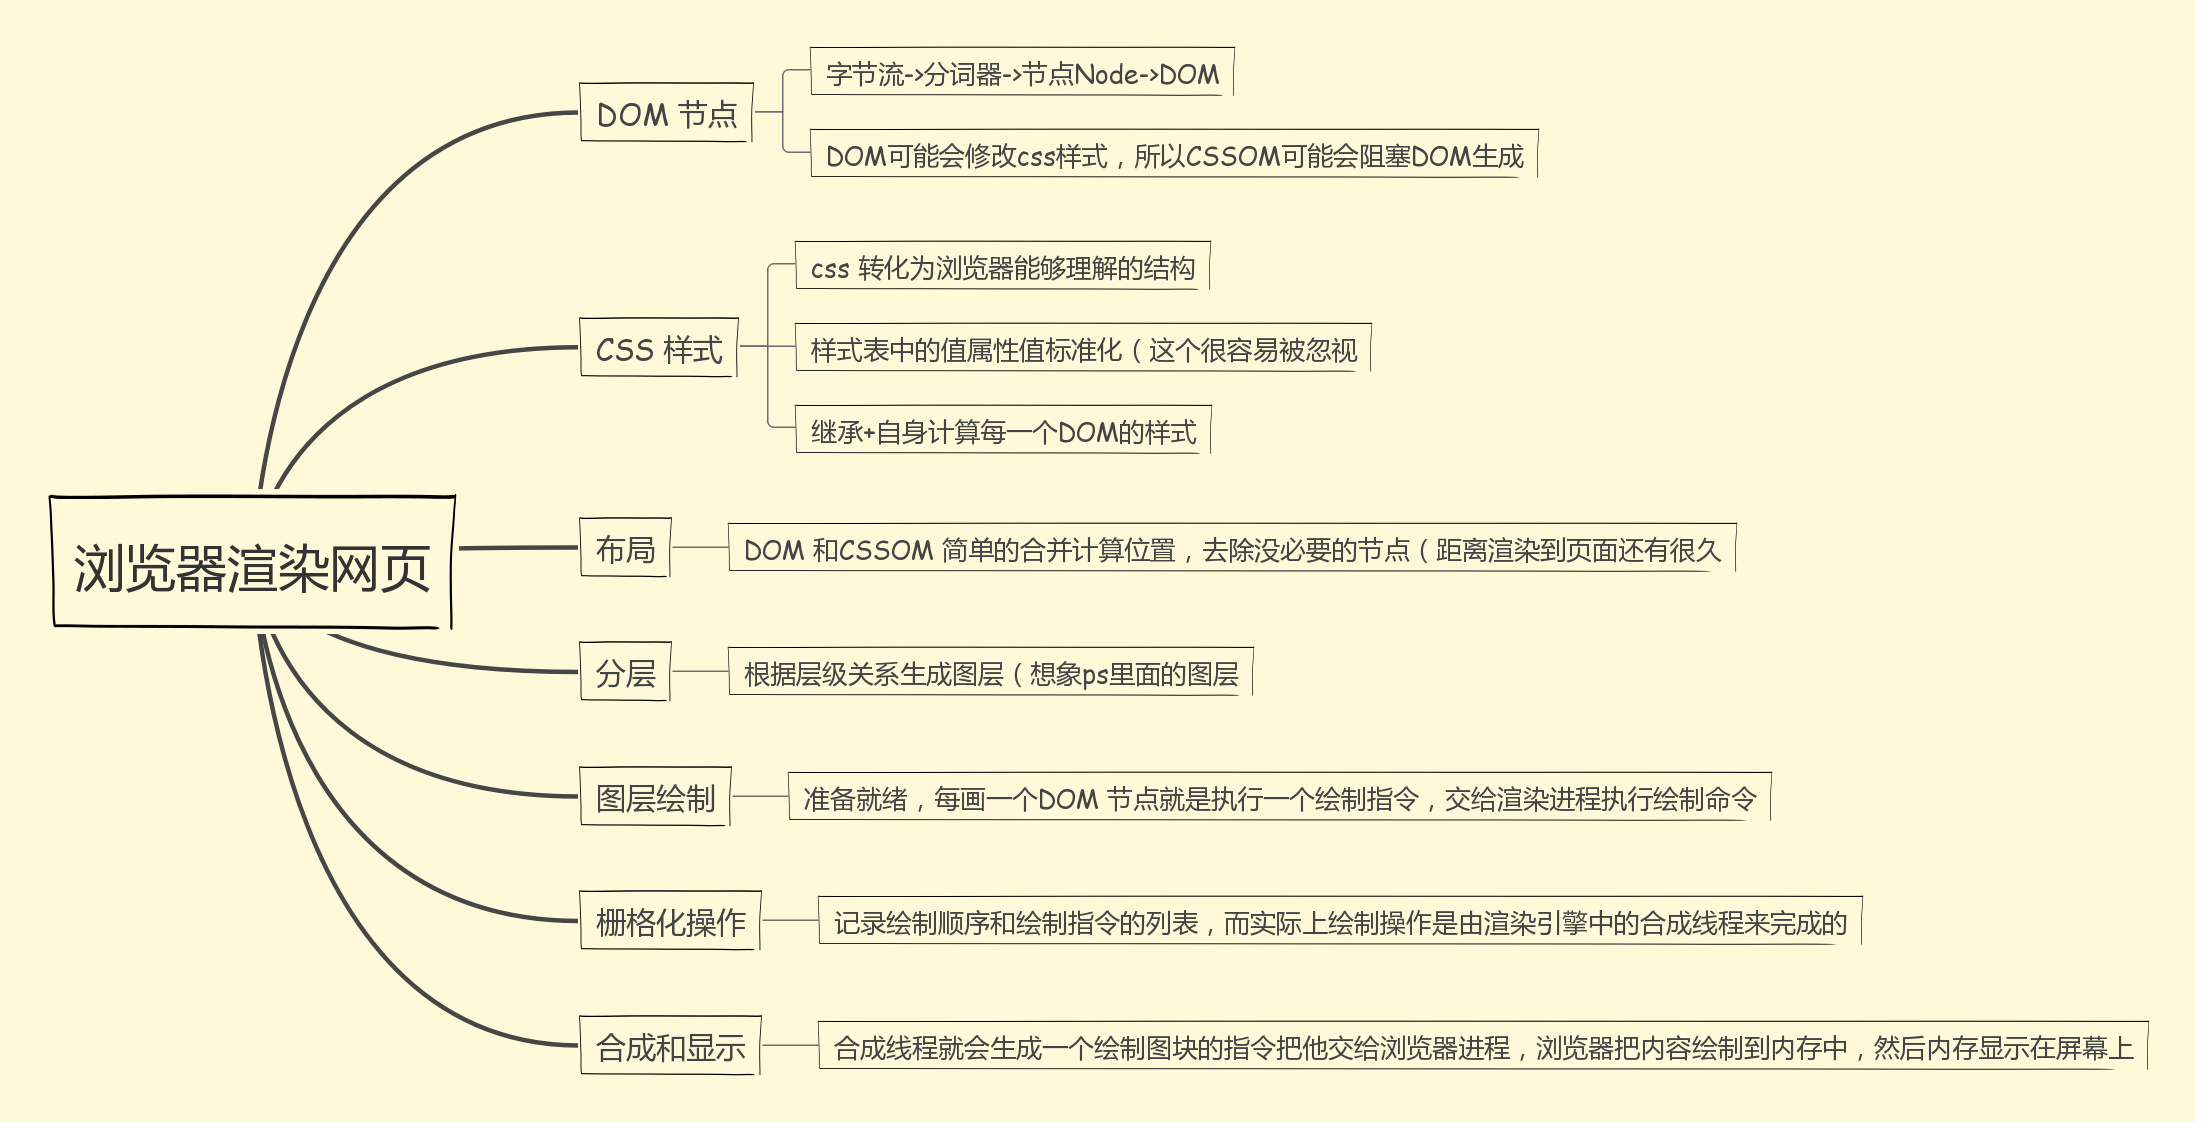 浏览器渲染网页
DOM 节点
字节流->分词器->节点Node->DOM
DOM可能会修改css样式，所以CSSOM可能会阻塞DOM生成
CSS 样式
css 转化为浏览器能够理解的结构
样式表中的值属性值标准化（这个很容易被忽视
继承+自身计算每一个DOM的样式
布局
DOM 和CSSOM 简单的合并计算位置，去除没必要的节点（距离渲染到页面还有很久
分层
根据层级关系生成图层（想象ps里面的图层
图层绘制
准备就绪，每画一个DOM 节点就是执行一个绘制指令，交给渲染进程执行绘制命令
栅格化操作
记录绘制顺序和绘制指令的列表，而实际上绘制操作是由渲染引擎中的合成线程来完成的
合成和显示
合成线程就会生成一个绘制图块的指令把他交给浏览器进程，浏览器把内容绘制到内存中，然后内存显示在屏幕上